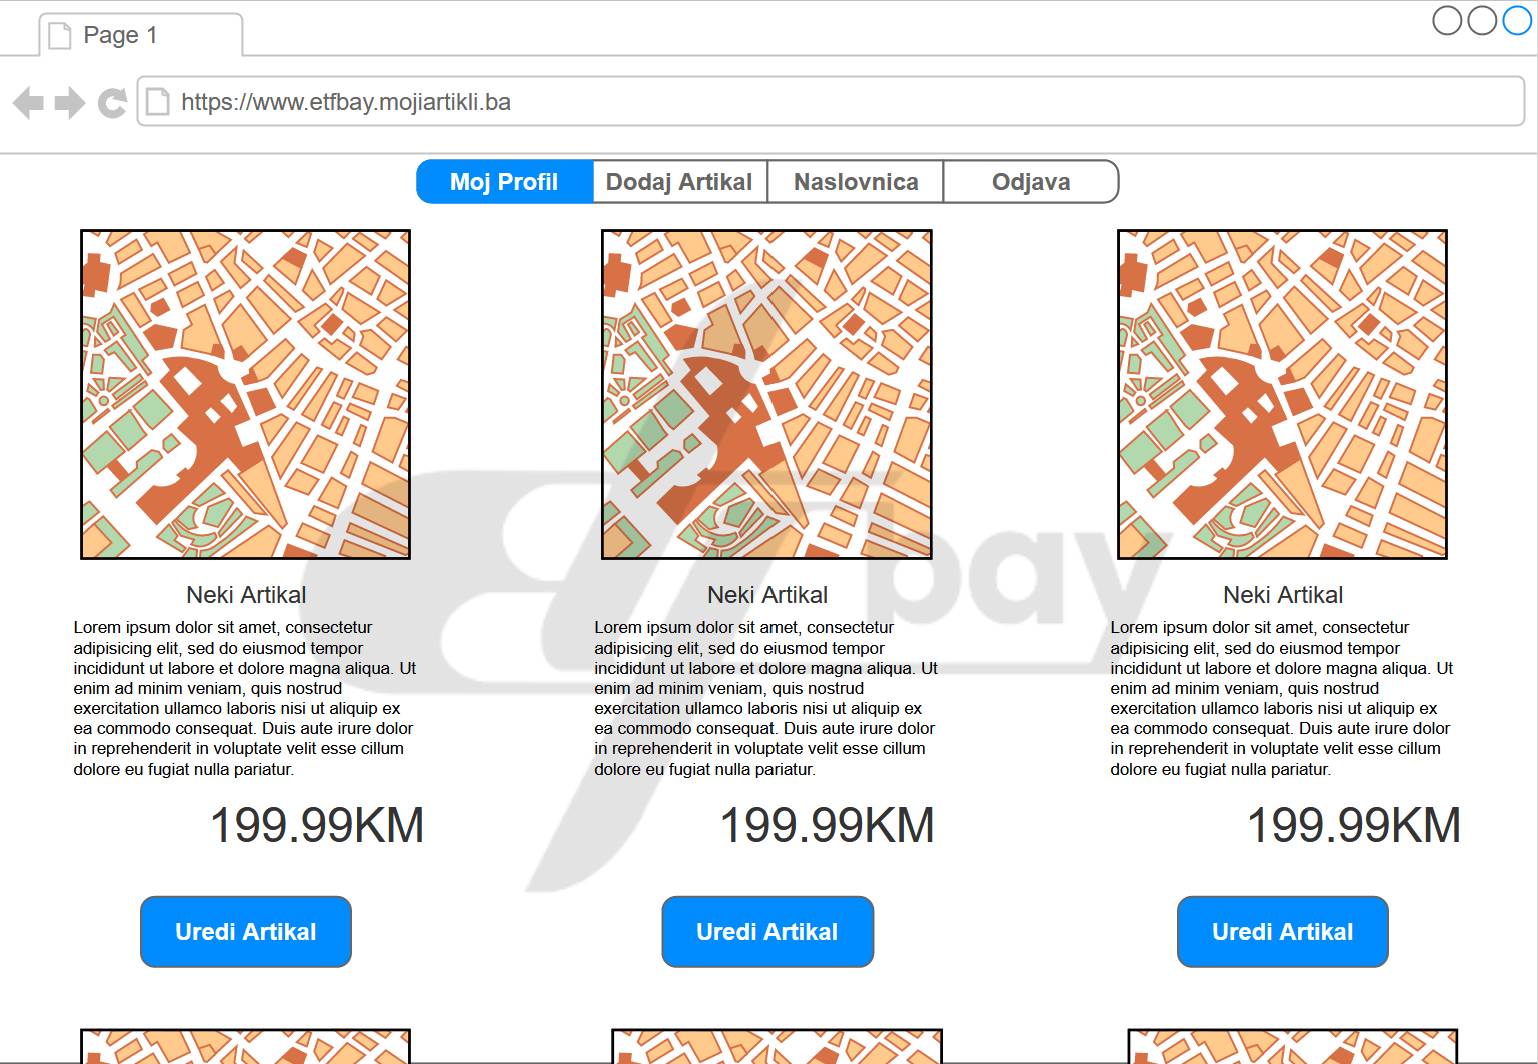 Page 1
https://www.etfbay.mojiartikli.ba
Moj Profil
Dodaj Artikal
Naslovnica
Odjava
Neki Artikal
Lorem ipsum dolor sit amet, consectetur
adipisicing elit, sed do eiusmod tempor
incididunt ut labore et dolore magna aliqua. Ut
enim ad minim veniam, quis nostrud
exercitation ullamco laboris nisi ut aliquip ex
ea commodo consequat. Duis aute irure dolor
in reprehenderit in voluptate velit esse cillum
dolore eu fugiat nulla pariatur.
199.99KM
Uredi Artikal
Neki Artikal
Lorem ipsum dolor sit amet, consectetur
adipisicing elit, sed do eiusmod tempor
incididunt ut labore et dolore magna aliqua. Ut
enim ad minim veniam, quis nostrud
exercitation ullamco laboris nisi ut aliquip ex
ea commodo consequat. Duis aute irure dolor
in reprehenderit in voluptate velit esse cillum
dolore eu fugiat nulla pariatur.
199.99KM
Uredi Artikal
Neki Artikal
Lorem ipsum dolor sit amet, consectetur
adipisicing elit, sed do eiusmod tempor
incididunt ut labore et dolore magna aliqua. Ut
enim ad minim veniam, quis nostrud
exercitation ullamco laboris nisi ut aliquip ex
ea commodo consequat. Duis aute irure dolor
in reprehenderit in voluptate velit esse cillum
dolore eu fugiat nulla pariatur.
199.99KM
Uredi Artikal
etf bay